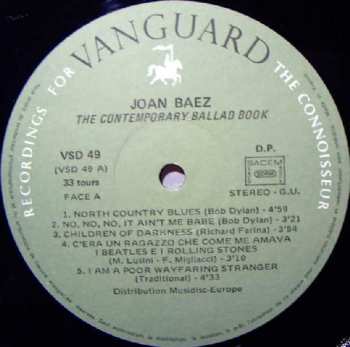 RECORDINGS FOR
VANGUARD
THE CONNOISSEUR
JOAN BAEZ
THE CONTEMPORARY BALLAD BOOK
VSD 49
(VSD 49 A)
33 tours
FACE A
D.P.
SACEM
STEREO - G.U.
1. NORTH COUNTRY BLUES (Bob Dylan) - 4'59
2. NO, NO, NO, IT AIN'T ME BABE (Bob Dylan) - 3'21
3. CHILDREN OF DARKNESS (Richard Farina) - 3'54
4. C'ERA UN RAGAZZO CHE COME ME AMAVA
I BEATLES E I ROLLING STONES
(M. Lusini - F. Migliacci) - 3'10
5. I AM A POOR WAYFARING STRANGER
(Traditional) - 4'33
Distribution Musidisc-Europe